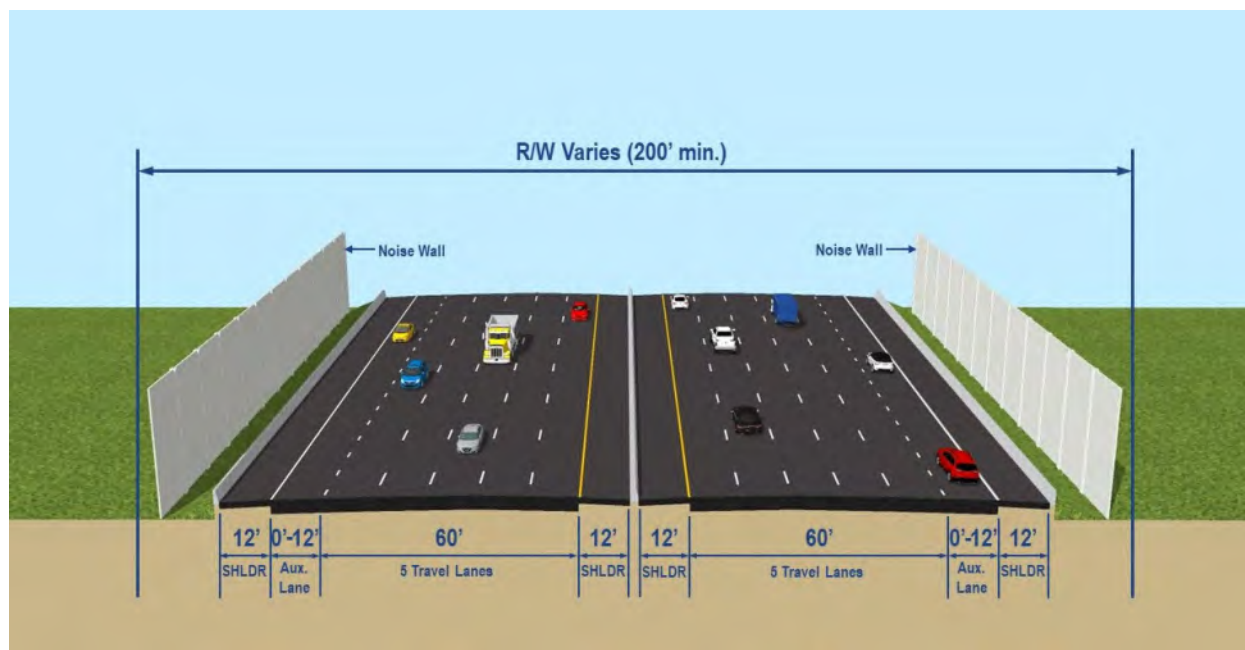 R/W Varies (200' min.)
Noise Wall
Noise Wall
12' 0'-12' 60' 12' 12' 60' 0'-12' 12'
SHLDR Aux. Lane 5 Travel Lanes SHLDR SHLDR 5 Travel Lanes Aux. Lane SHLDR